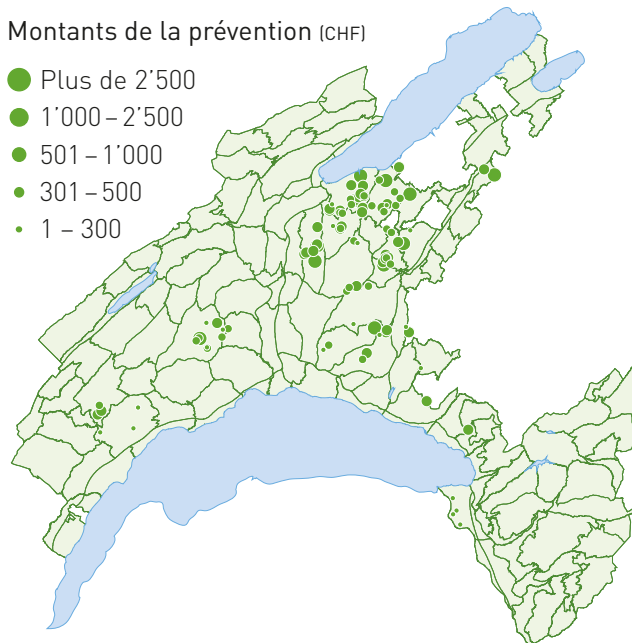 Montants de la prévention (CHF)
Plus de 2’500
1’000 – 2’500
501 – 1’000
301 – 500
1 – 300